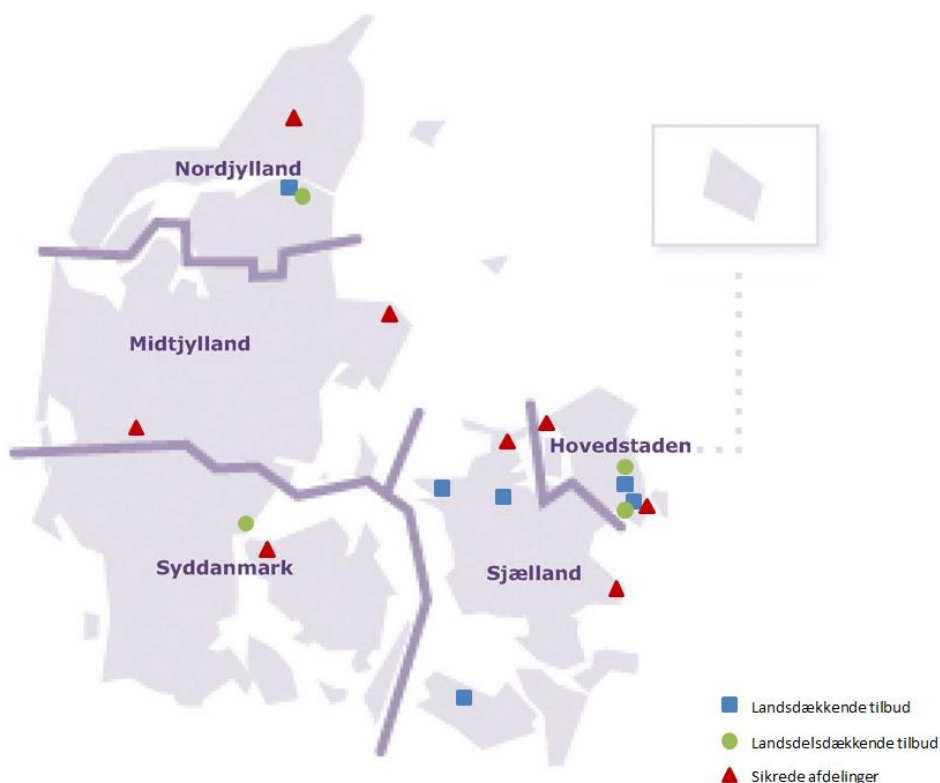 Nordjylland
Midtjylland
Hovedstaden
Syddanmark
Sjælland
Landsdækkende tilbud
Landsdelsdækkende tilbud
Sikrede afdelinger